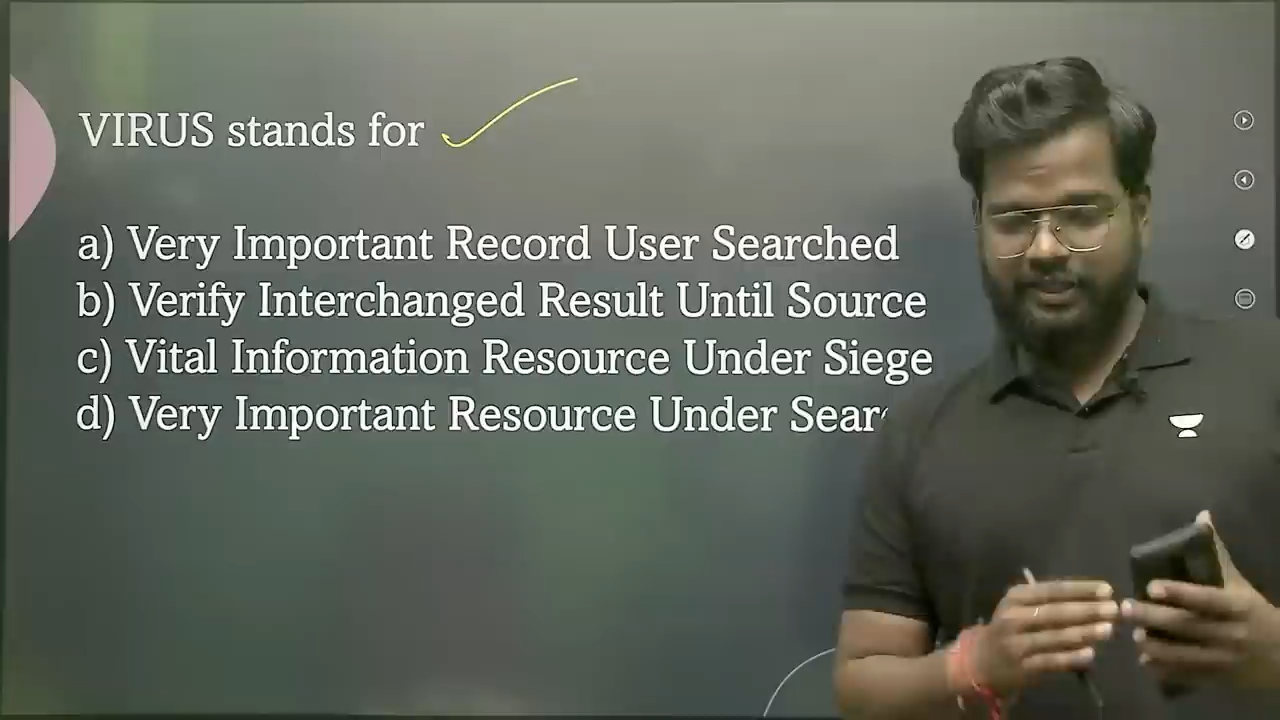 VIRUS stands for
a) Very Important Record User Searched
b) Verify Interchanged Result Until Source
c) Vital Information Resource Under Siege
d) Very Important Resource Under